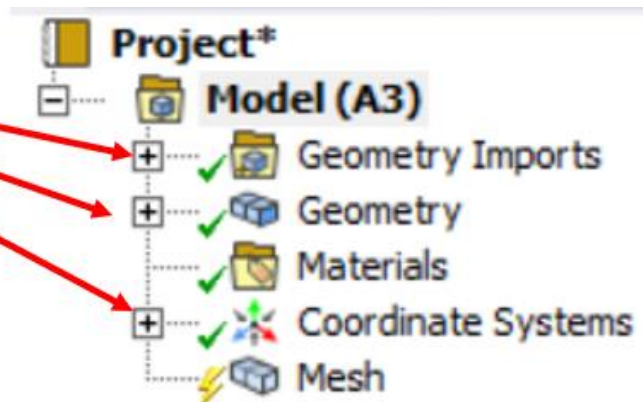 Project*
Model (A3)
Geometry Imports
Geometry
Materials
Coordinate Systems
Mesh